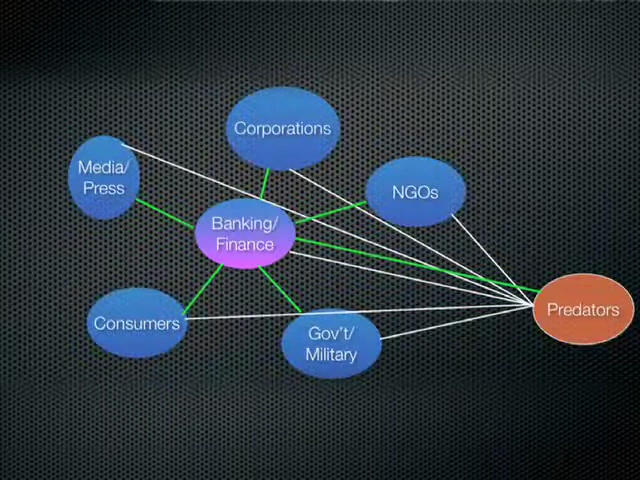 Corporations
Media/
Press
NGOs
Banking/
Finance
Predators
Consumers
Gov't/
Military